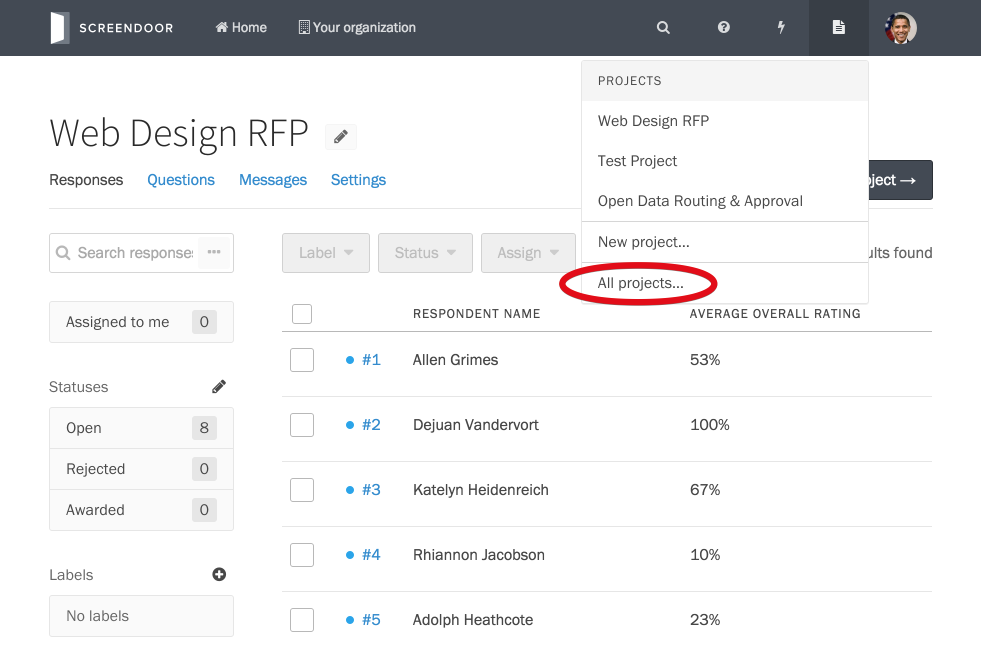 SCREENDOOR Home Your organization
PROJECTS
Web Design RFP
Test Project
Open Data Routing & Approval
New project...
All projects...
Web Design RFP
Responses Questions Messages Settings
ject →
Search responses ···
Label Status Assign
lts found
Assigned to me 0
Statuses
Open 8
Rejected 0
Awarded 0
Labels
No labels
RESPONDENT NAME AVERAGE OVERALL RATING
#1 Allen Grimes 53%
#2 Dejuan Vandervort 100%
#3 Katelyn Heidenreich 67%
#4 Rhiannon Jacobson 10%
#5 Adolph Heathcote 23%